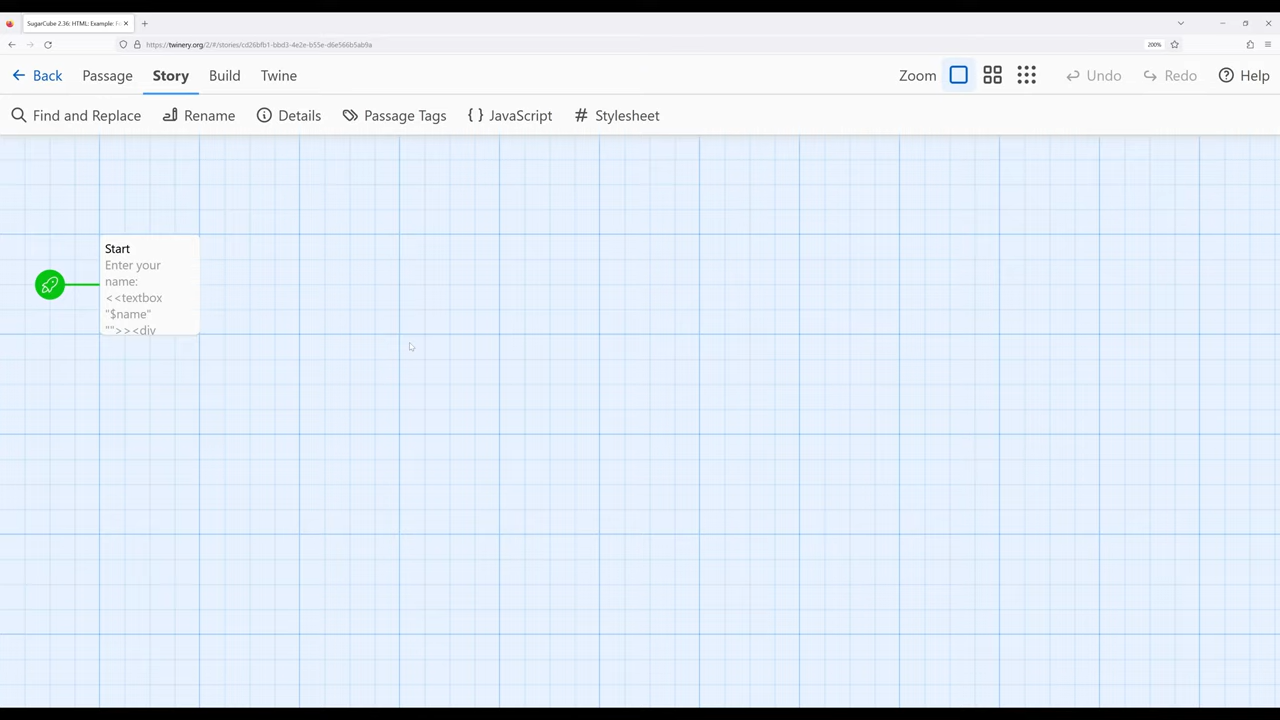 SugarCube 2.36: HTML: Example:
https://twinery.org/2/#/stories/cd26bfb1-bbd3-4e2e-b55e-d6e566b5ab9a
200%
Back Passage Story Build Twine Zoom Undo Redo Help
Find and Replace Rename Details Passage Tags { } JavaScript # Stylesheet
Start
Enter your
name:
<<textbox
"$name"
"">><div